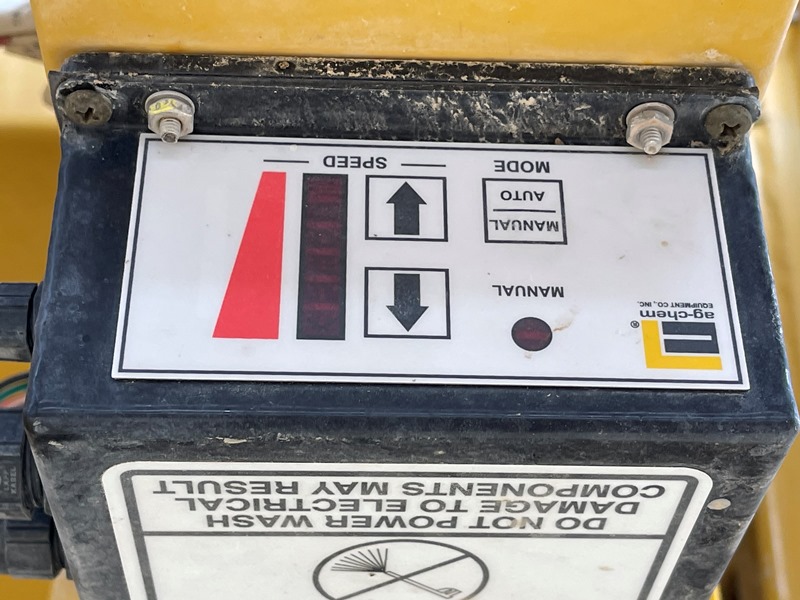 DO NOT POWER WASH
DAMAGE TO ELECTRICAL
COMPONENTS MAY RESULT
ag-chem®
EQUIPMENT CO., INC.
MANUAL
MANUAL
AUTO
MODE
SPEED